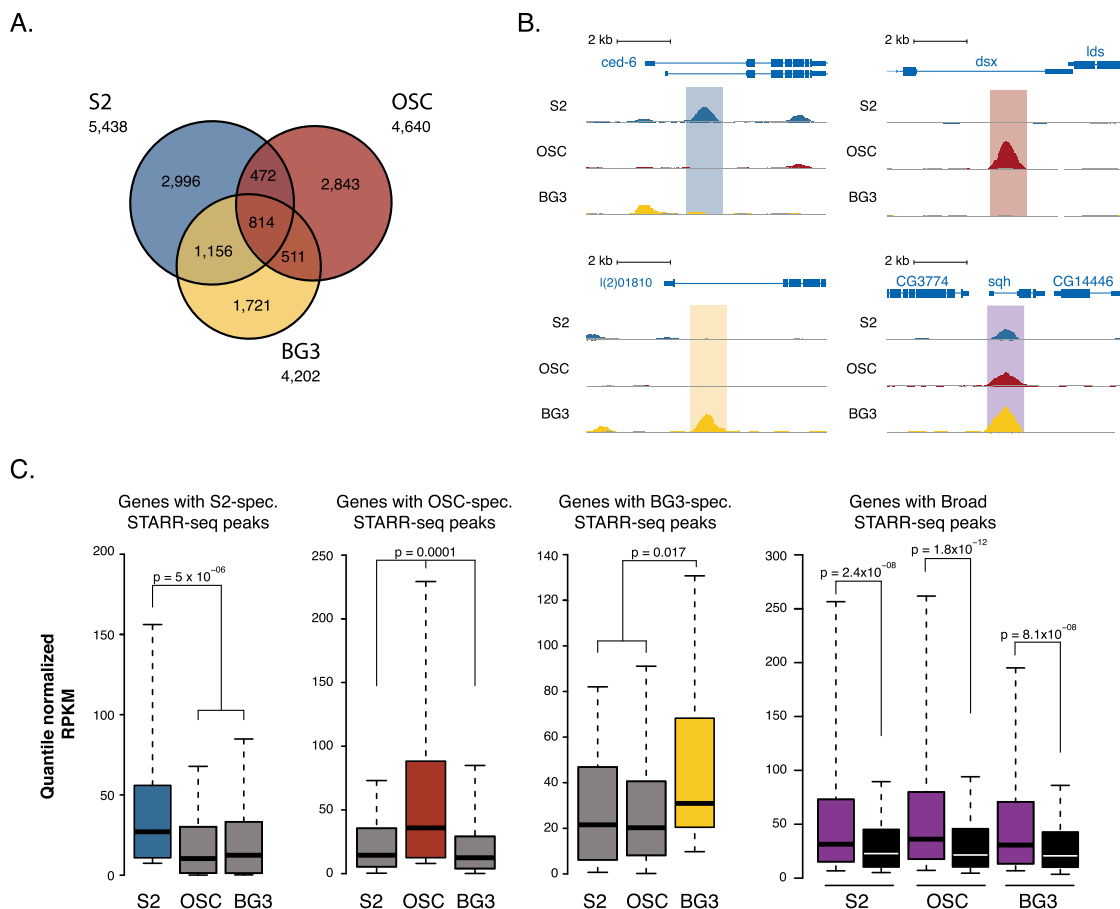 A.
S2
5,438
OSC
4,640
2,996
472
2,843
814
1,156
511
1,721
BG3
4,202
B.
2 kb
ced-6
S2
OSC
BG3
2 kb
dsx
lds
S2
OSC
BG3
2 kb
l(2)01810
S2
OSC
BG3
2 kb
CG3774
sqh
CG14446
S2
OSC
BG3
C.
Quantile normalized
RPKM
Genes with S2-spec.
STARR-seq peaks
p = 5 x 10⁻⁰⁶
200
150
100
50
0
S2
OSC
BG3
Genes with OSC-spec.
STARR-seq peaks
p = 0.0001
250
200
150
100
50
0
S2
OSC
BG3
Genes with BG3-spec.
STARR-seq peaks
p = 0.017
140
120
100
80
60
40
20
0
S2
OSC
BG3
Genes with Broad
STARR-seq peaks
p = 2.4x10⁻⁰⁸
p = 1.8x10⁻¹²
p = 8.1x10⁻⁰⁸
300
250
200
150
100
50
0
S2
OSC
BG3